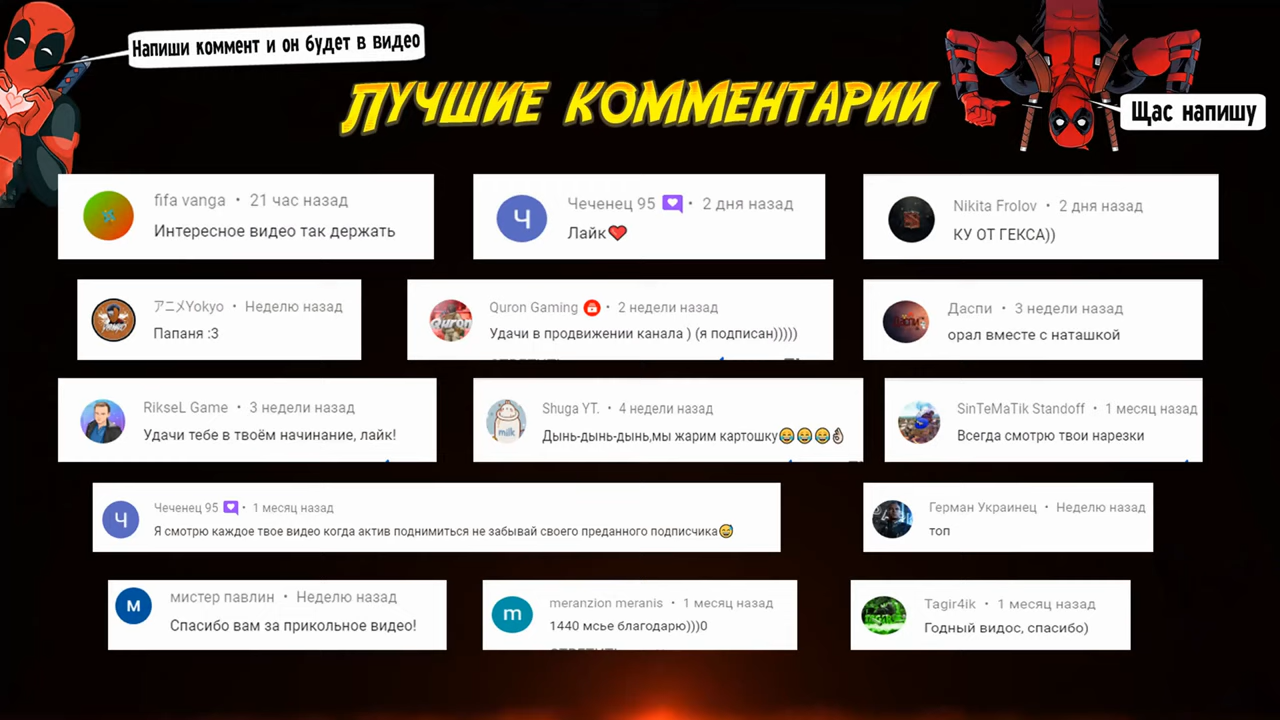 Напиши коммент и он будет в видео
ЛУЧШИЕ КОММЕНТАРИИ
Щас напишу
fifa vanga • 21 час назад
Интересное видео так держать
Ч
Чеченец 95 • 2 дня назад
Лайк❤
Nikita Frolov • 2 дня назад
КУ ОТ ГЕКСА))
アニメYokyo • Неделю назад
Папаня :3
Quron
Quron Gaming • 2 недели назад
Удачи в продвижении канала ) (я подписан)))))
Даспи • 3 недели назад
орал вместе с наташкой
RikseL Game • 3 недели назад
Удачи тебе в твоём начинание, лайк!
milk
Shuga YT. • 4 недели назад
Дынь-дынь-дынь,мы жарим картошку😂😂😂👌🏻
SinTeMaTik Standoff • 1 месяц назад
Всегда смотрю твои нарезки
Ч
Чеченец 95 • 1 месяц назад
Я смотрю каждое твое видео когда актив поднимиться не забывай своего преданного подписчика😅
Герман Украинец • Неделю назад
топ
м
мистер павлин • Неделю назад
Спасибо вам за прикольное видео!
m
meranzion meranis • 1 месяц назад
1440 мсье благодарю)))0
Tagir4ik • 1 месяц назад
Годный видос, спасибо)